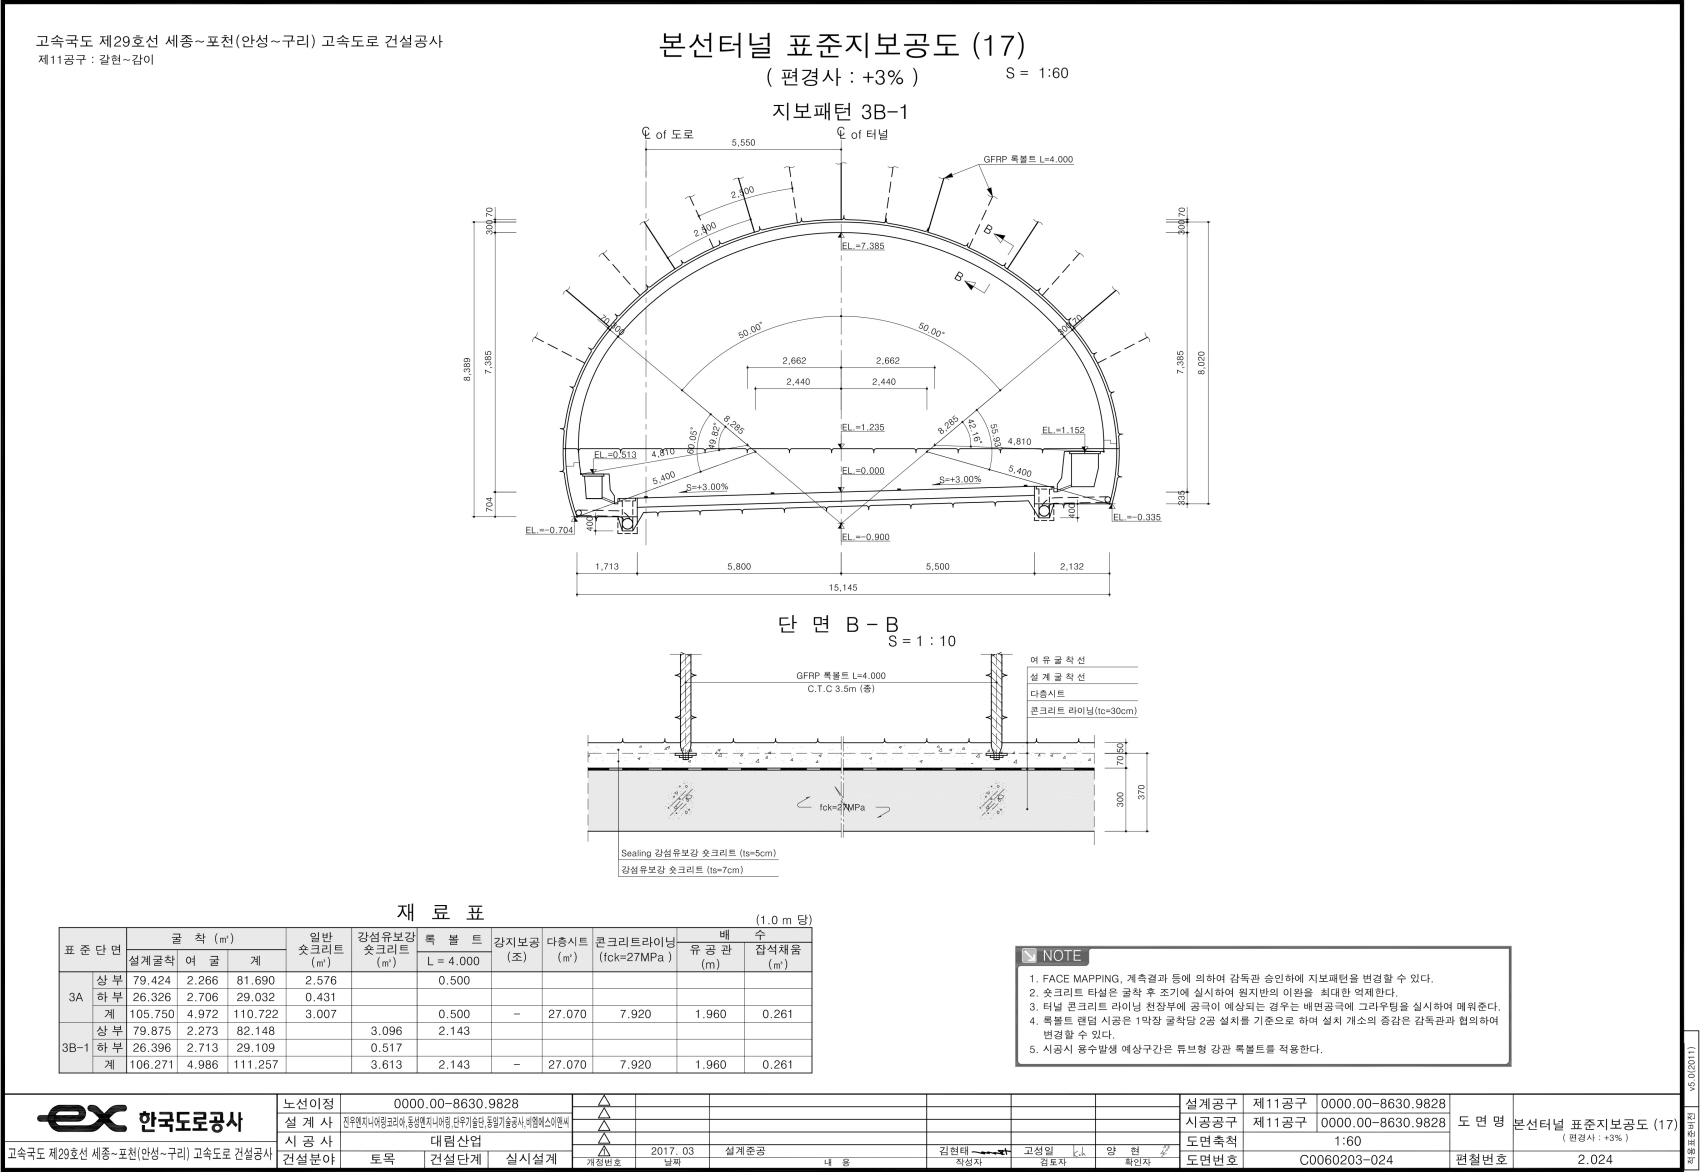 고속국도 제29호선 세종~포천(안성~구리) 고속도로 건설공사
제11공구 : 갈현~감이
본선터널 표준지보공도 (17)
( 편경사 : +3% )
S = 1:60
지보패턴 3B-1
℄ of 도로
℄ of 터널
5,550
GFRP 록볼트 L=4.000
2,500
2,500
300 70
300 70
B
B
EL.=7.385
70 300
300 70
50.00°
50.00°
8,389
7,385
7,385
8,020
2,662
2,662
2,440
2,440
8,285
8,285
60.05°
49.82°
42.16°
55.93°
EL.=1.235
EL.=1.152
EL.=0.513
4,810
4,810
5,400
5,400
EL.=0.000
S=+3.00%
S=+3.00%
704
335
400
400
EL.=-0.704
EL.=-0.335
EL.=-0.900
1,713
5,800
5,500
2,132
15,145
단 면 B - B
S = 1 : 10
GFRP 록볼트 L=4.000
C.T.C 3.5m (종)
여 유 굴 착 선
설 계 굴 착 선
다층시트
콘크리트 라이닝(tc=30cm)
70 50
300
370
fck=27MPa
Sealing 강섬유보강 숏크리트 (ts=5cm)
강섬유보강 숏크리트 (ts=7cm)
재 료 표
(1.0 m 당)
표 준 단 면
굴 착 (㎥)
일반 숏크리트 (㎥)
강섬유보강 숏크리트 (㎥)
록 볼 트
강지보공 (조)
다층시트 (㎡)
콘크리트라이닝 (fck=27MPa )
배 수
설계굴착 여 굴 계
L = 4.000
유 공 관 (m)
잡석채움 (㎥)
3A
상 부 79.424 2.266 81.690 2.576 0.500
하 부 26.326 2.706 29.032 0.431
계 105.750 4.972 110.722 3.007 0.500 - 27.070 7.920 1.960 0.261
3B-1
상 부 79.875 2.273 82.148 3.096 2.143
하 부 26.396 2.713 29.109 0.517
계 106.271 4.986 111.257 3.613 2.143 - 27.070 7.920 1.960 0.261
NOTE
1. FACE MAPPING, 계측결과 등에 의하여 감독관 승인하에 지보패턴을 변경할 수 있다.
2. 숏크리트 타설은 굴착 후 조기에 실시하여 원지반의 이완을 최대한 억제한다.
3. 터널 콘크리트 라이닝 천장부에 공극이 예상되는 경우는 배면공극에 그라우팅을 실시하여 메워준다.
4. 록볼트 랜덤 시공은 1막장 굴착당 2공 설치를 기준으로 하며 설치 개소의 증감은 감독관과 협의하여
변경할 수 있다.
5. 시공시 용수발생 예상구간은 튜브형 강관 록볼트를 적용한다.
적용표준버전
v5.0(2011)
ex 한국도로공사
고속국도 제29호선 세종~포천(안성~구리) 고속도로 건설공사
노선이정 0000.00-8630.9828
설 계 사 진우엔지니어링코리아,동성엔지니어링,단우기술단,동일기술공사,비엠에스이엔씨
시 공 사 대림산업
건설분야 토목 건설단계 실시설계
2017. 03 설계준공 김현태 고성일 양 현
개정번호 날짜 내 용 작성자 검토자 확인자
설계공구 제11공구 0000.00-8630.9828
시공공구 제11공구 0000.00-8630.9828
도면축척 1:60
도면번호 C0060203-024
도 면 명 본선터널 표준지보공도 (17)
( 편경사 : +3% )
편철번호 2.024